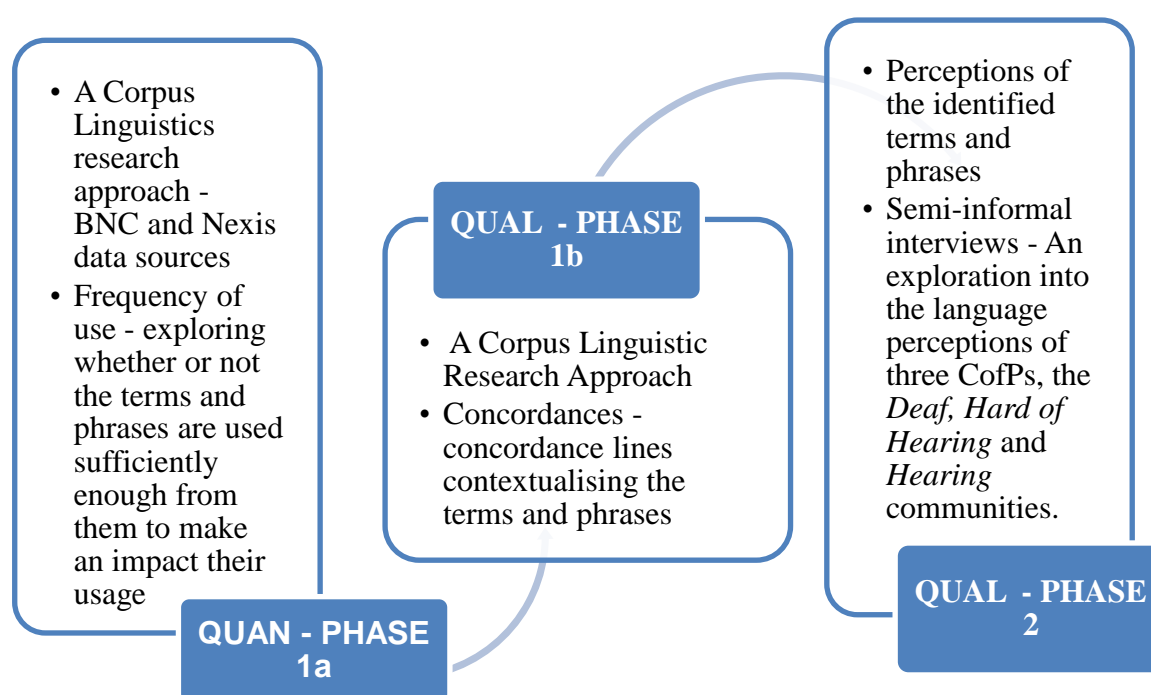 • A Corpus
Linguistics
research
approach -
BNC and Nexis
data sources
• Frequency of
use - exploring
whether or not
the terms and
phrases are used
sufficiently
enough from
them to make
an impact their
usage
QUAN - PHASE
1a
QUAL - PHASE
1b
• A Corpus Linguistic
Research Approach
• Concordances -
concordance lines
contextualising the
terms and phrases
• Perceptions of
the identified
terms and
phrases
• Semi-informal
interviews - An
exploration into
the language
perceptions of
three CofPs, the
Deaf, Hard of
Hearing and
Hearing
communities.
QUAL - PHASE
2